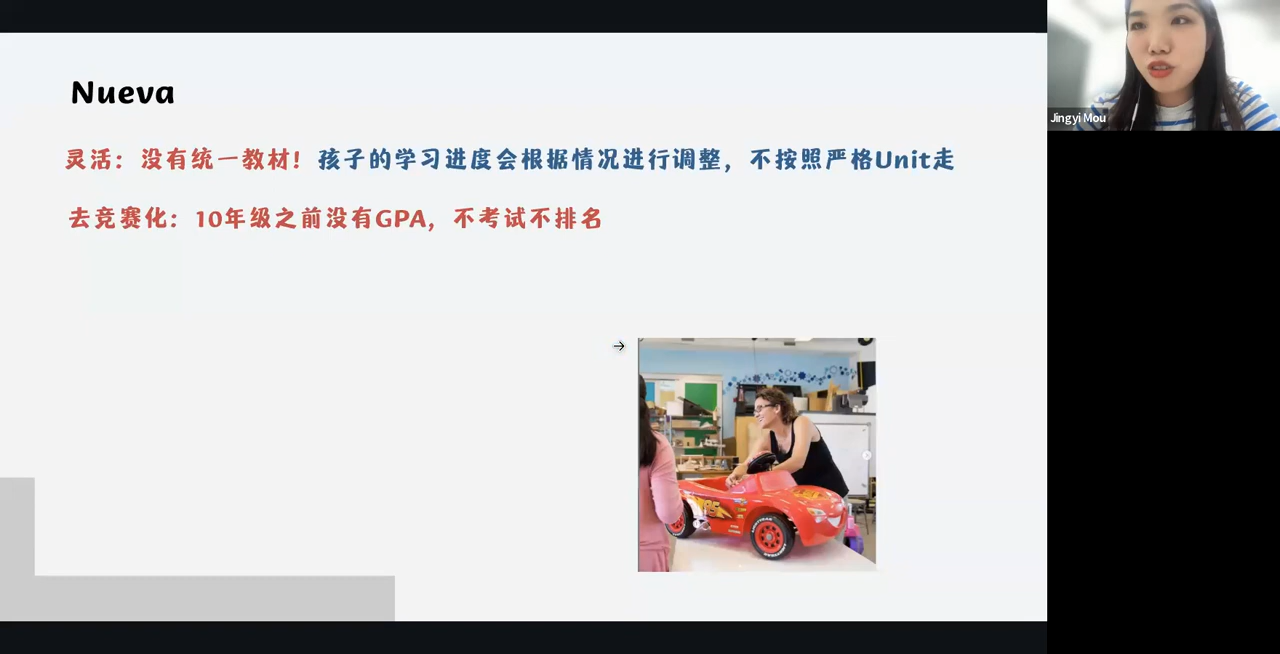 Nueva
灵活：没有统一教材！孩子的学习进度会根据情况进行调整，不按照严格Unit走
去竞赛化：10年级之前没有GPA，不考试不排名
Jingyi Mou
95